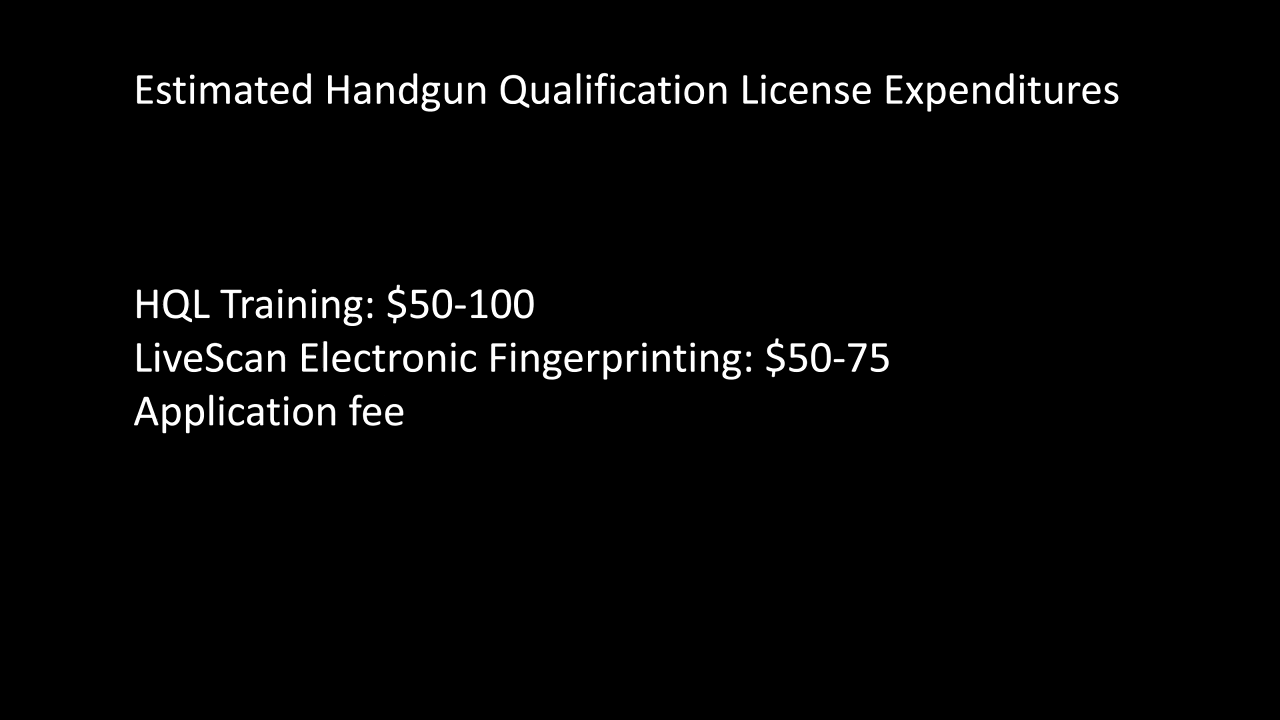 Estimated Handgun Qualification License Expenditures
HQL Training: $50-100
LiveScan Electronic Fingerprinting: $50-75
Application fee